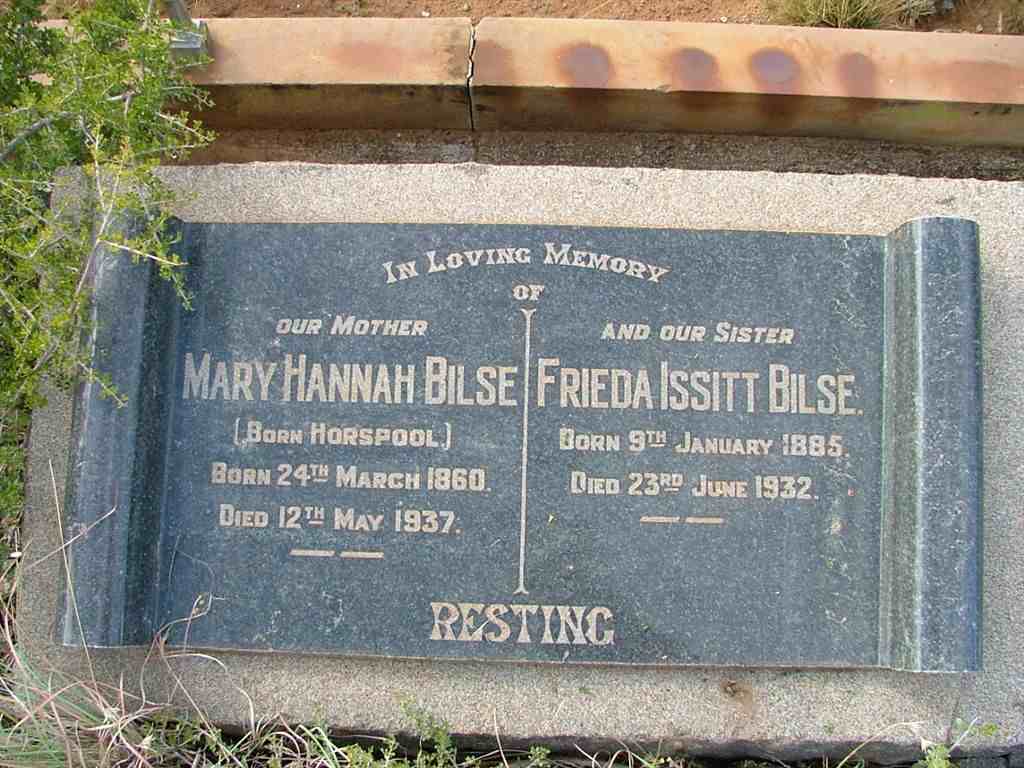 IN LOVING MEMORY
OF
OUR MOTHER
MARY HANNAH BILSE
(BORN HORSPOOL.)
BORN 24TH MARCH 1860.
DIED 12TH MAY 1937.
AND OUR SISTER
FRIEDA ISSITT BILSE.
BORN 9TH JANUARY 1885.
DIED 23RD JUNE 1932.
RESTING